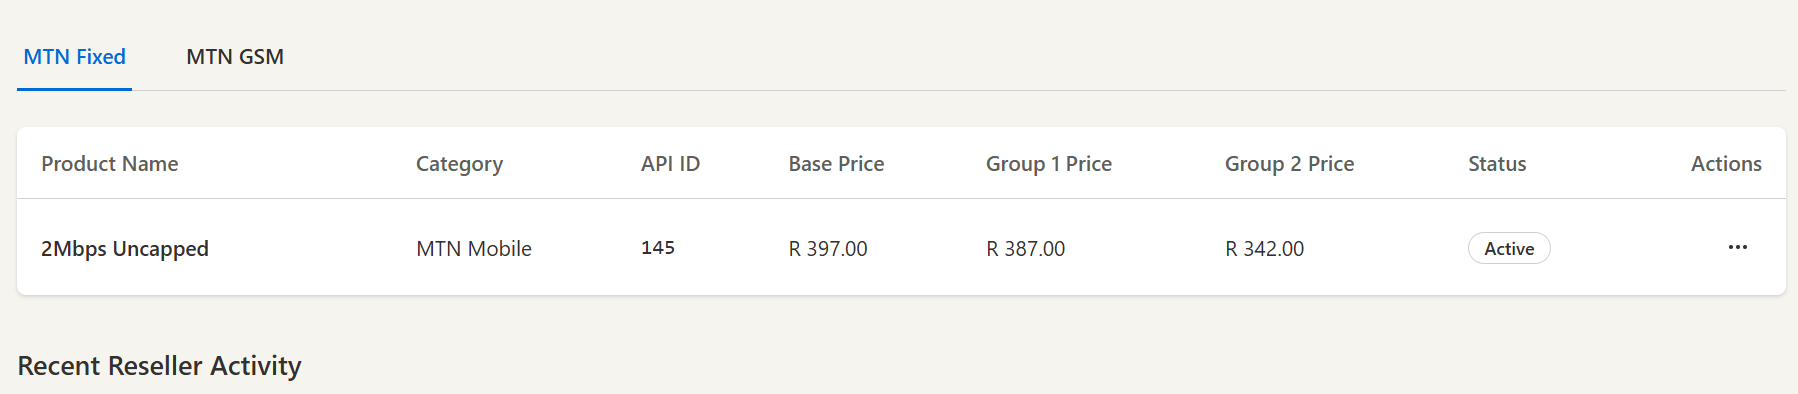 MTN Fixed MTN GSM
Product Name Category API ID Base Price Group 1 Price Group 2 Price Status Actions
2Mbps Uncapped MTN Mobile 145 R 397.00 R 387.00 R 342.00 Active ...
Recent Reseller Activity